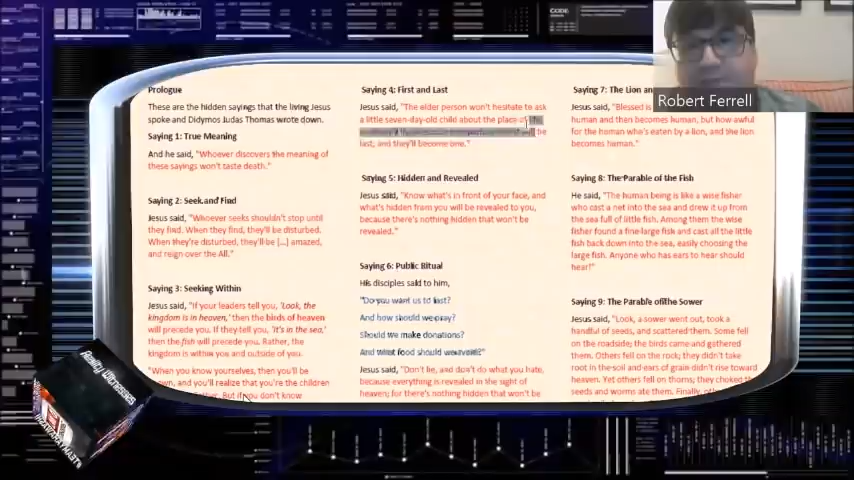 Prologue
These are the hidden sayings that the living Jesus
spoke and Didymos Judas Thomas wrote down.
Saying 1: True Meaning
And he said, "Whoever discovers the meaning of
these sayings won't taste death."
Saying 2: Seek and Find
Jesus said, "Whoever seeks shouldn't stop until
they find. When they find, they'll be disturbed.
When they're disturbed, they'll be [...] amazed,
and reign over the All."
Saying 3: Seeking Within
Jesus said, "If your leaders tell you, 'Look, the
kingdom is in heaven,' then the birds of heaven
will precede you. If they tell you, 'It's in the sea,'
then the fish will precede you. Rather, the
kingdom is within you and outside of you.
"When you know yourselves, then you'll be
and you'll realize that you're the children
But if you don't know
Saying 4: First and Last
Jesus said, "The elder person won't hesitate to ask
a little seven-day-old child about the place of
be
last, and they'll become one."
Saying 5: Hidden and Revealed
Jesus said, "Know what's in front of your face, and
what's hidden from you will be revealed to you,
because there's nothing hidden that won't be
revealed."
Saying 6: Public Ritual
His disciples said to him,
"Do you want us to fast?
And how should we pray?
Should we make donations?
And what food should we avoid?"
Jesus said, "Don't lie, and don't do what you hate,
because everything is revealed in the sight of
heaven; for there's nothing hidden that won't be
Saying 7: The Lion an
Jesus said, "Blessed is
human and then becomes human, but how awful
for the human who's eaten by a lion, and the lion
becomes human."
Saying 8: The Parable of the Fish
He said, "The human being is like a wise fisher
who cast a net into the sea and drew it up from
the sea full of little fish. Among them the wise
fisher found a fine large fish and cast all the little
fish back down into the sea, easily choosing the
large fish. Anyone who has ears to hear should
hear!"
Saying 9: The Parable of the Sower
Jesus said, "Look, a sower went out, took a
handful of seeds, and scattered them. Some fell
on the roadside; the birds came and gathered
them. Others fell on the rock; they didn't take
root in the soil and ears of grain didn't rise toward
heaven. Yet others fell on thorns; they choked the
seeds and worms ate them. Finally,
Robert Ferrell
Reality Witnesses